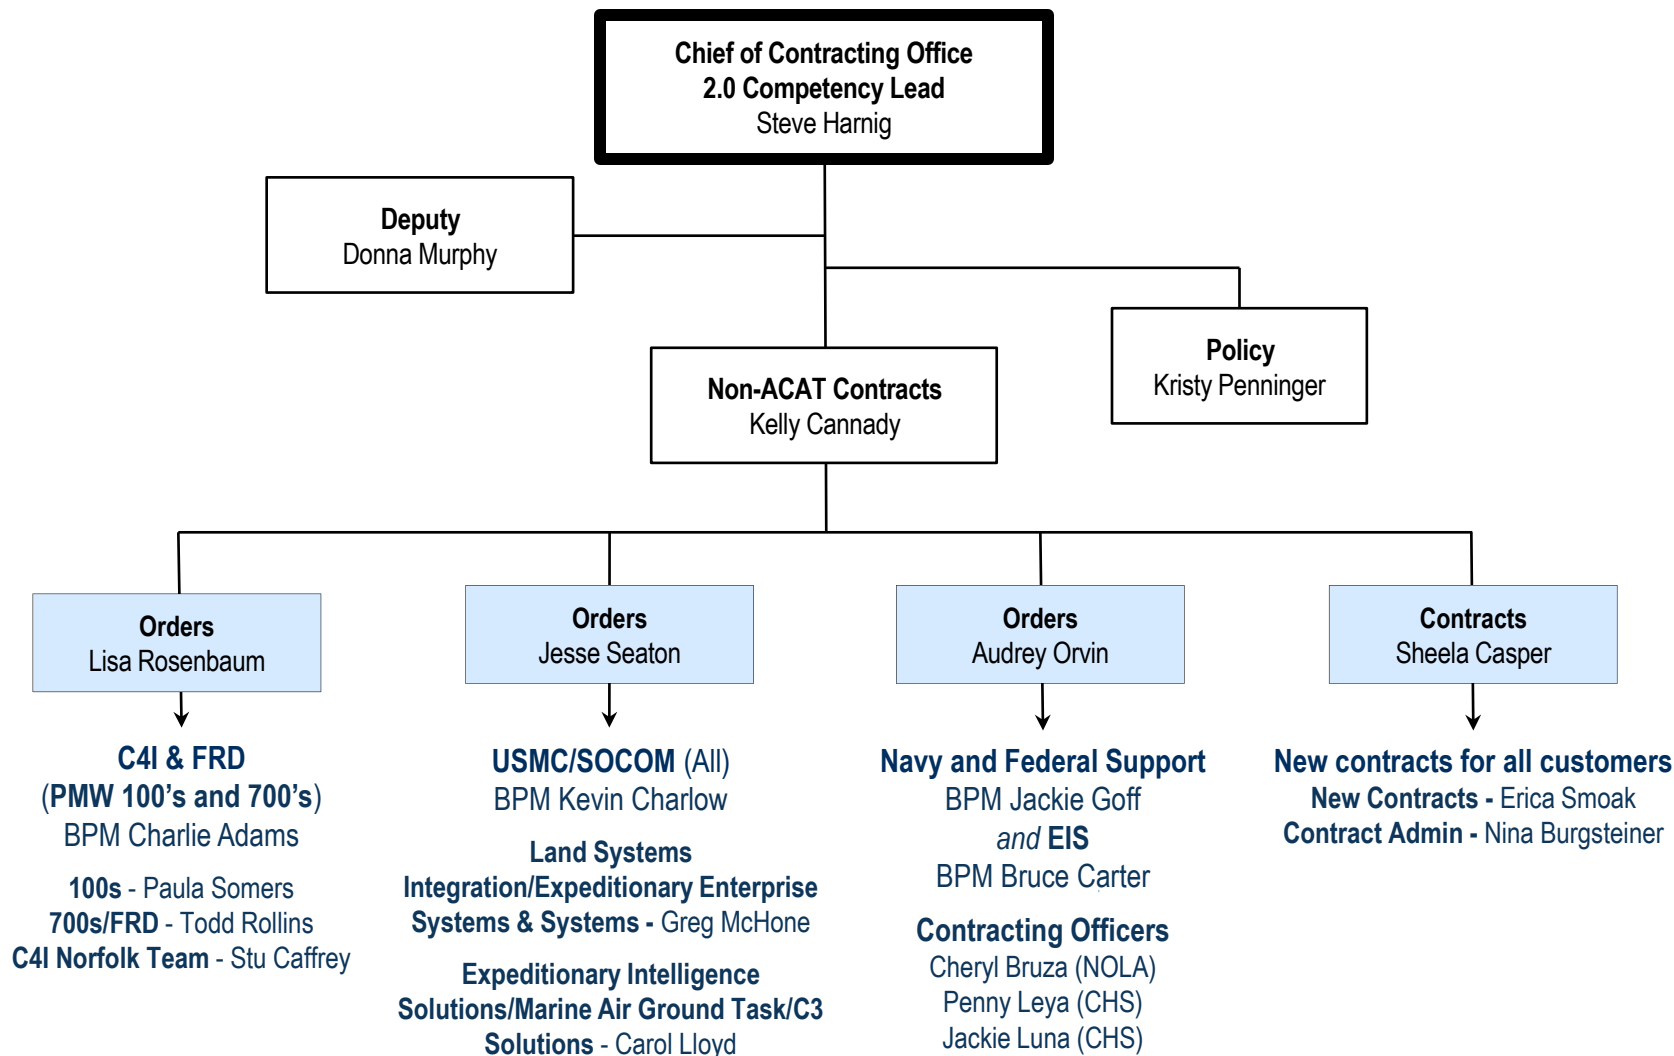 Chief of Contracting Office
2.0 Competency Lead
Steve Harnig
Deputy
Donna Murphy
Policy
Kristy Penninger
Non-ACAT Contracts
Kelly Cannady
Orders
Lisa Rosenbaum
C4I & FRD
(PMW 100’s and 700’s)
BPM Charlie Adams
100s - Paula Somers
700s/FRD - Todd Rollins
C4I Norfolk Team - Stu Caffrey
Orders
Jesse Seaton
USMC/SOCOM (All)
BPM Kevin Charlow
Land Systems
Integration/Expeditionary Enterprise
Systems & Systems - Greg McHone
Expeditionary Intelligence
Solutions/Marine Air Ground Task/C3
Solutions - Carol Lloyd
Orders
Audrey Orvin
Navy and Federal Support
BPM Jackie Goff
and EIS
BPM Bruce Carter
Contracting Officers
Cheryl Bruza (NOLA)
Penny Leya (CHS)
Jackie Luna (CHS)
Contracts
Sheela Casper
New contracts for all customers
New Contracts - Erica Smoak
Contract Admin - Nina Burgsteiner